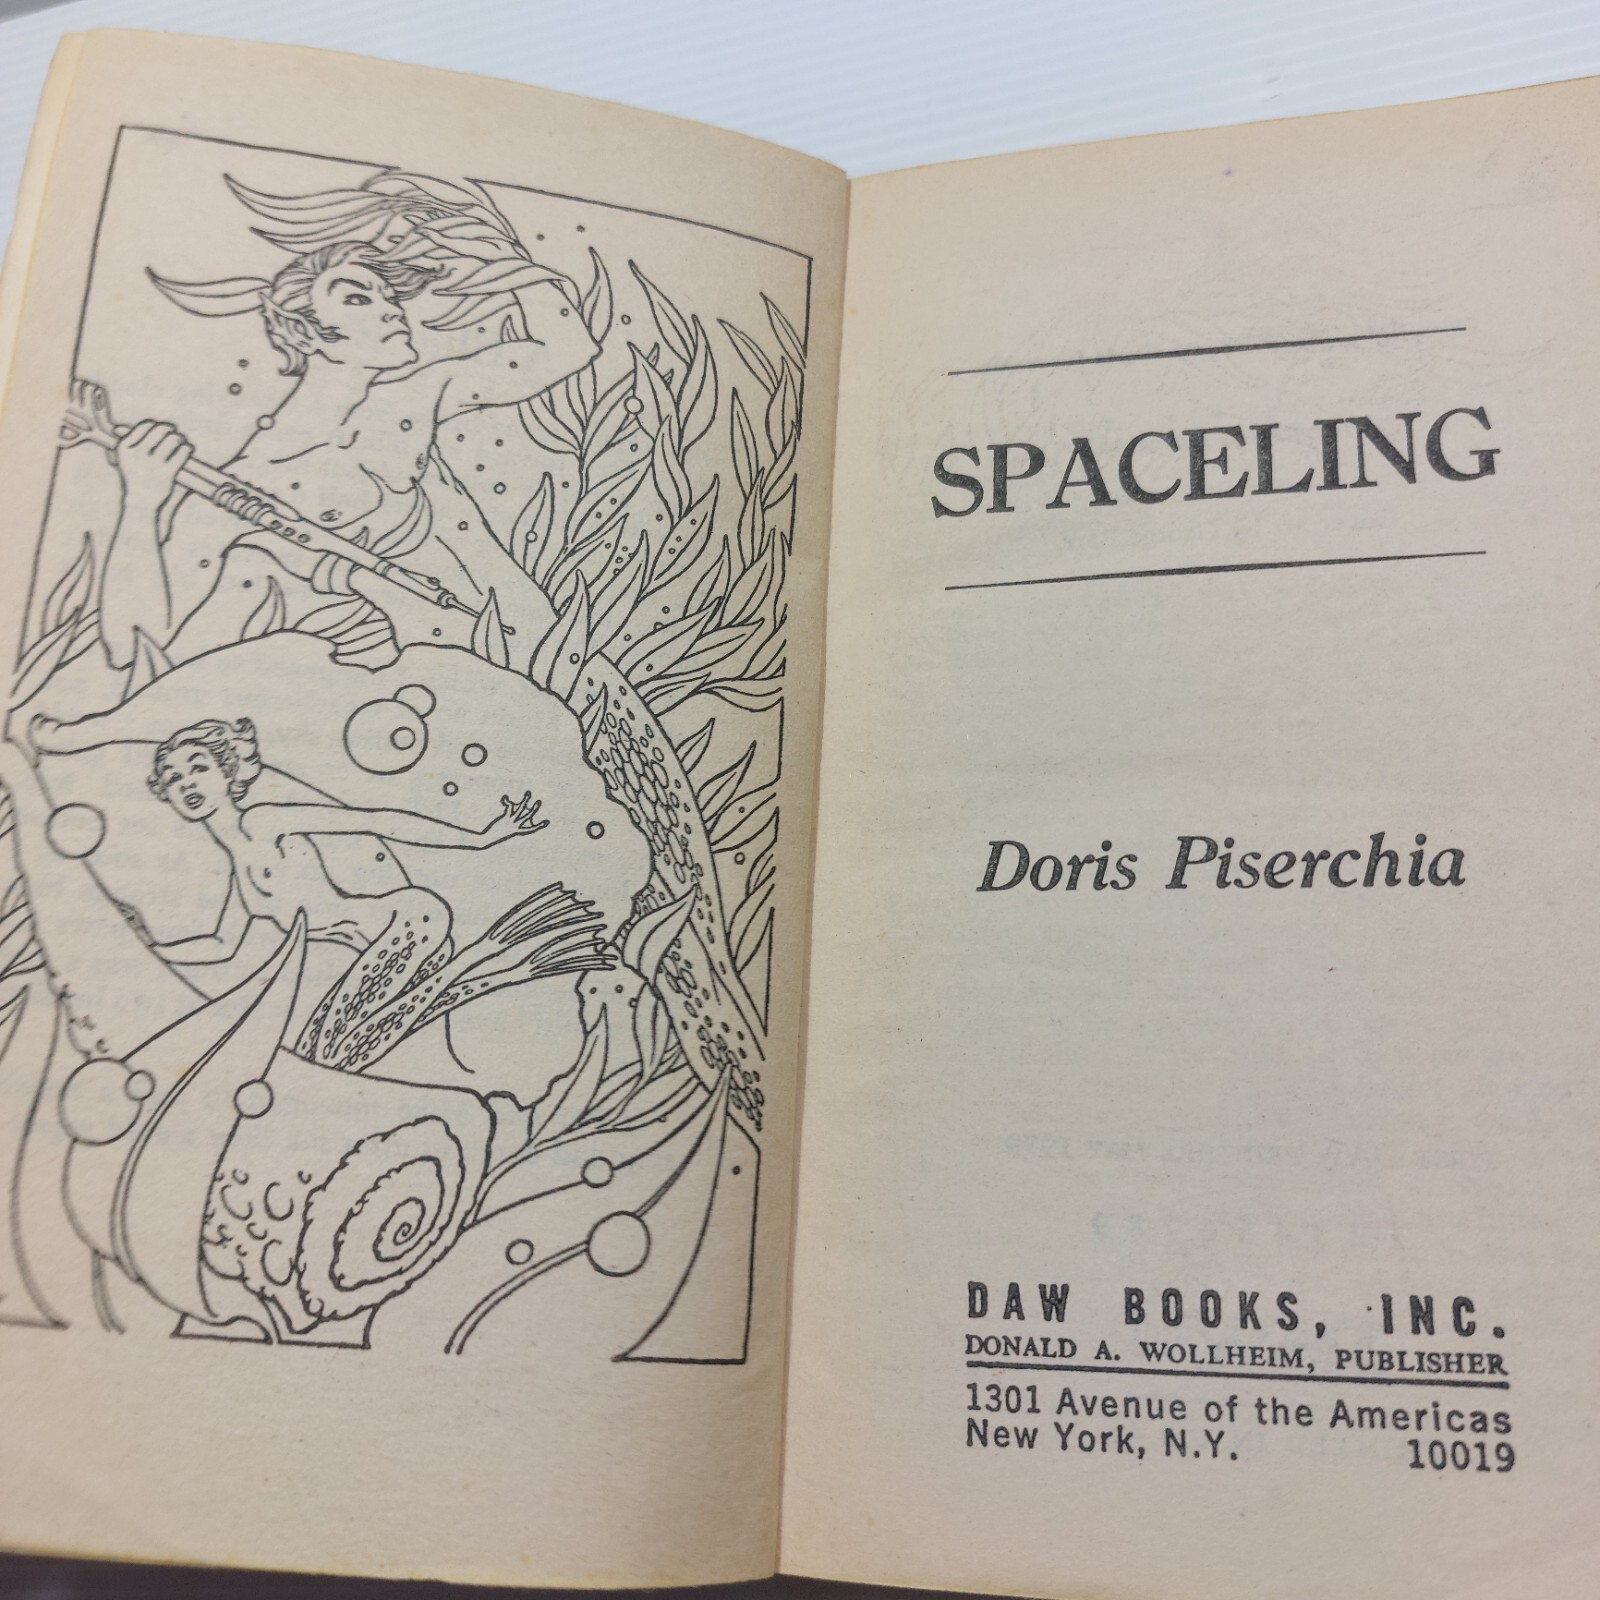 SPACELING
Doris Piserchia
DAW BOOKS, INC.
DONALD A. WOLLHEIM, PUBLISHER
1301 Avenue of the Americas
New York, N.Y. 10019